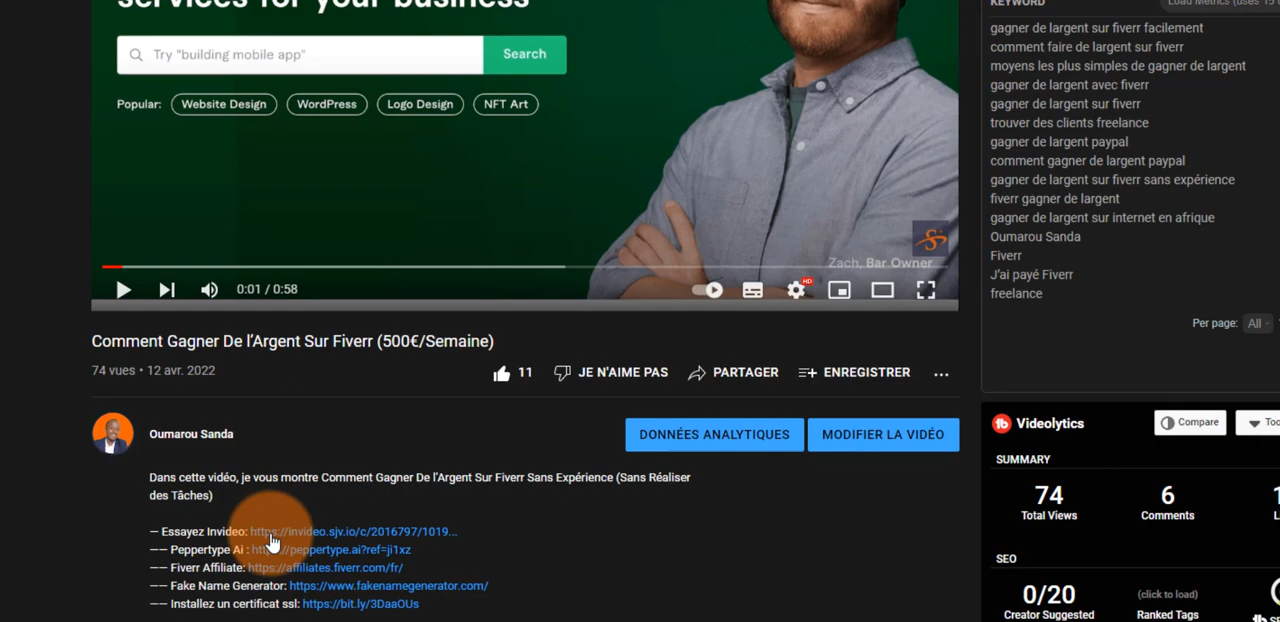 services for your business
Try "building mobile app"
Search
Popular:
Website Design
WordPress
Logo Design
NFT Art
Zach, Bar Owner
0:01 / 0:58
HD
Comment Gagner De l'Argent Sur Fiverr (500€/Semaine)
74 vues • 12 avr. 2022
11
JE N'AIME PAS
PARTAGER
ENREGISTRER
Oumarou Sanda
DONNÉES ANALYTIQUES
MODIFIER LA VIDÉO
Dans cette vidéo, je vous montre Comment Gagner De l'Argent Sur Fiverr Sans Expérience (Sans Réaliser
des Tâches)
— Essayez Invideo: https://invideo.sjv.io/c/2016797/1019...
—— Peppertype Ai : https://peppertype.ai?ref=ji1xz
—— Fiverr Affiliate: https://affiliates.fiverr.com/fr/
—— Fake Name Generator: https://www.fakenamegenerator.com/
—— Installez un certificat ssl: https://bit.ly/3DaaOUs
KEYWORD
Load Metrics (uses 15
gagner de largent sur fiverr facilement
comment faire de largent sur fiverr
moyens les plus simples de gagner de largent
gagner de largent avec fiverr
gagner de largent sur fiverr
trouver des clients freelance
gagner de largent paypal
comment gagner de largent paypal
gagner de largent sur fiverr sans expérience
fiverr gagner de largent
gagner de largent sur internet en afrique
Oumarou Sanda
Fiverr
J'ai payé Fiverr
freelance
Per page:
All
tb
Videolytics
Compare
SUMMARY
74
Total Views
6
Comments
SEO
0/20
Creator Suggested
(click to load)
Ranked Tags